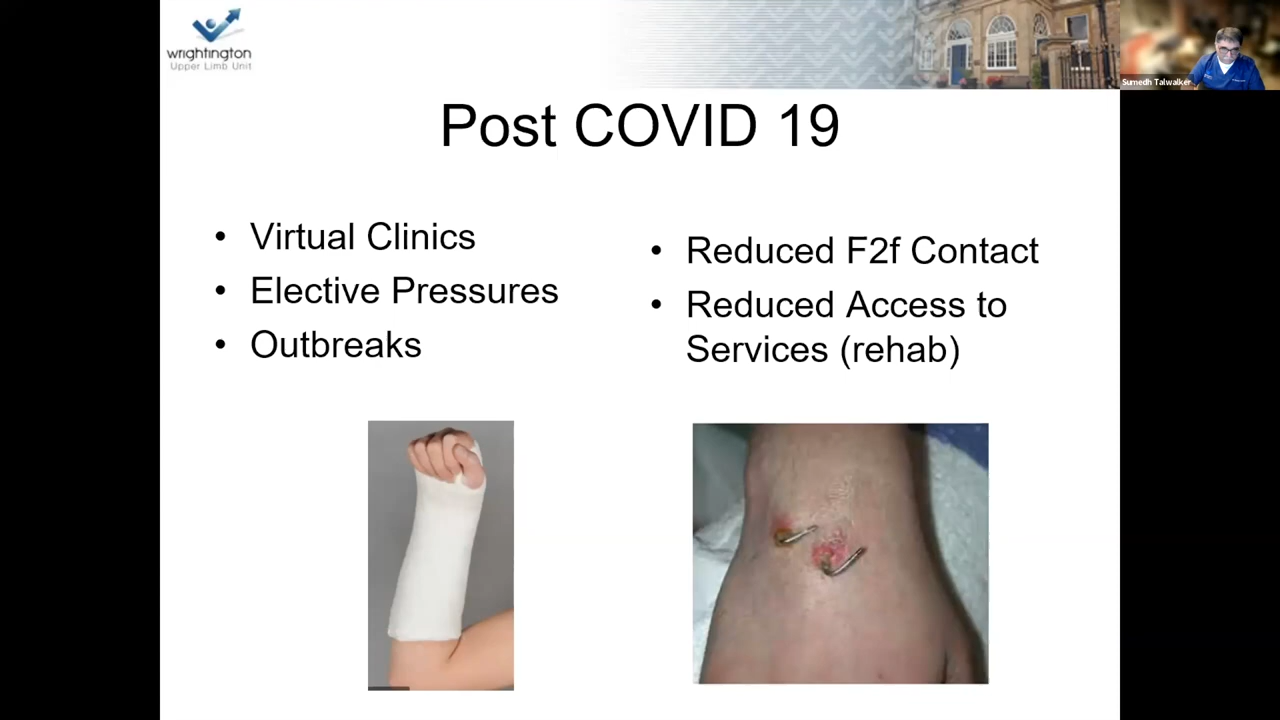 wrightington
Upper Limb Unit
Sumedh Talwalker
Post COVID 19
• Virtual Clinics
• Elective Pressures
• Outbreaks
• Reduced F2f Contact
• Reduced Access to
Services (rehab)